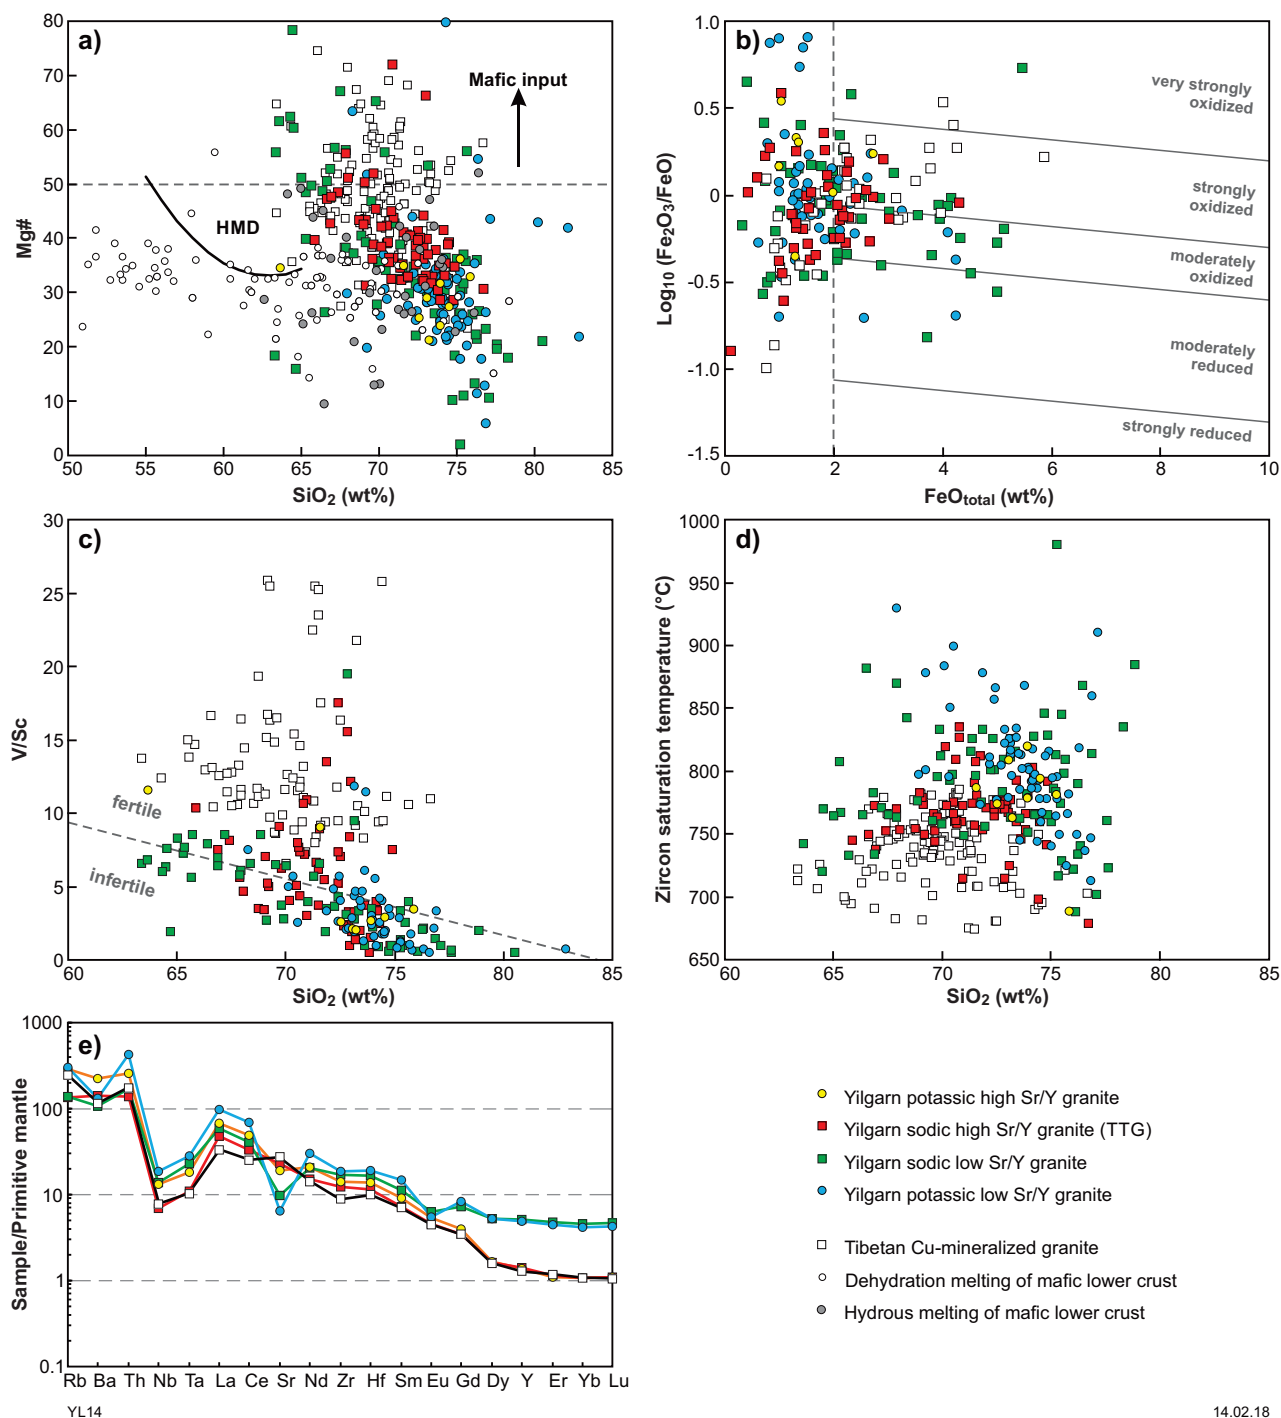 a)
80
70
60
50
40
30
20
10
0
Mg#
Mafic input
HMD
50 55 60 65 70 75 80 85
SiO2 (wt%)
b)
1.0
0.5
0
-0.5
-1.0
-1.5
Log10 (Fe2O3/FeO)
very strongly
oxidized
strongly
oxidized
moderately
oxidized
moderately
reduced
strongly reduced
0 2 4 6 8 10
FeOtotal (wt%)
c)
30
25
20
15
10
5
0
V/Sc
fertile
infertile
60 65 70 75 80 85
SiO2 (wt%)
d)
1000
950
900
850
800
750
700
650
Zircon saturation temperature (°C)
60 65 70 75 80 85
SiO2 (wt%)
e)
1000
100
10
1
0.1
Sample/Primitive mantle
Rb Ba Th Nb Ta La Ce Sr Nd Zr Hf Sm Eu Gd Dy Y Er Yb Lu
Yilgarn potassic high Sr/Y granite
Yilgarn sodic high Sr/Y granite (TTG)
Yilgarn sodic low Sr/Y granite
Yilgarn potassic low Sr/Y granite
Tibetan Cu-mineralized granite
Dehydration melting of mafic lower crust
Hydrous melting of mafic lower crust
YL14
14.02.18